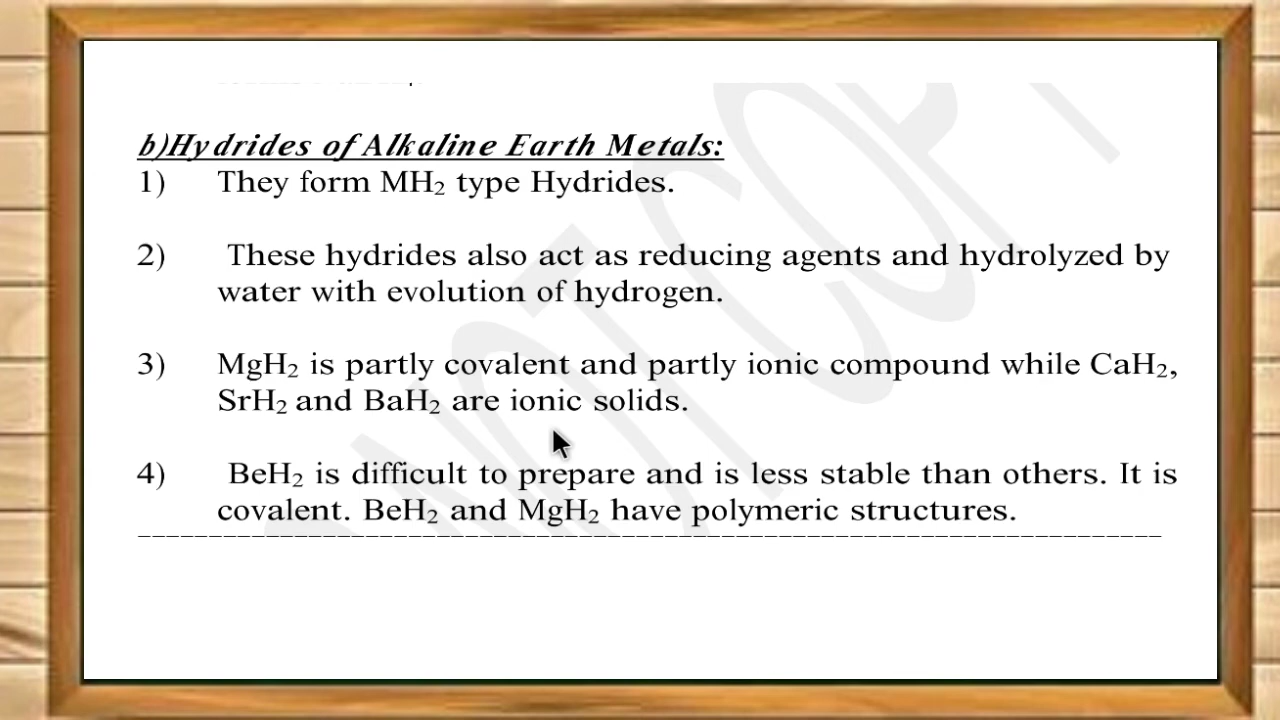 b)Hydrides of Alkaline Earth Metals:
1) They form MH₂ type Hydrides.
2) These hydrides also act as reducing agents and hydrolyzed by
water with evolution of hydrogen.
3) MgH₂ is partly covalent and partly ionic compound while CaH₂,
SrH₂ and BaH₂ are ionic solids.
4) BeH₂ is difficult to prepare and is less stable than others. It is
covalent. BeH₂ and MgH₂ have polymeric structures.